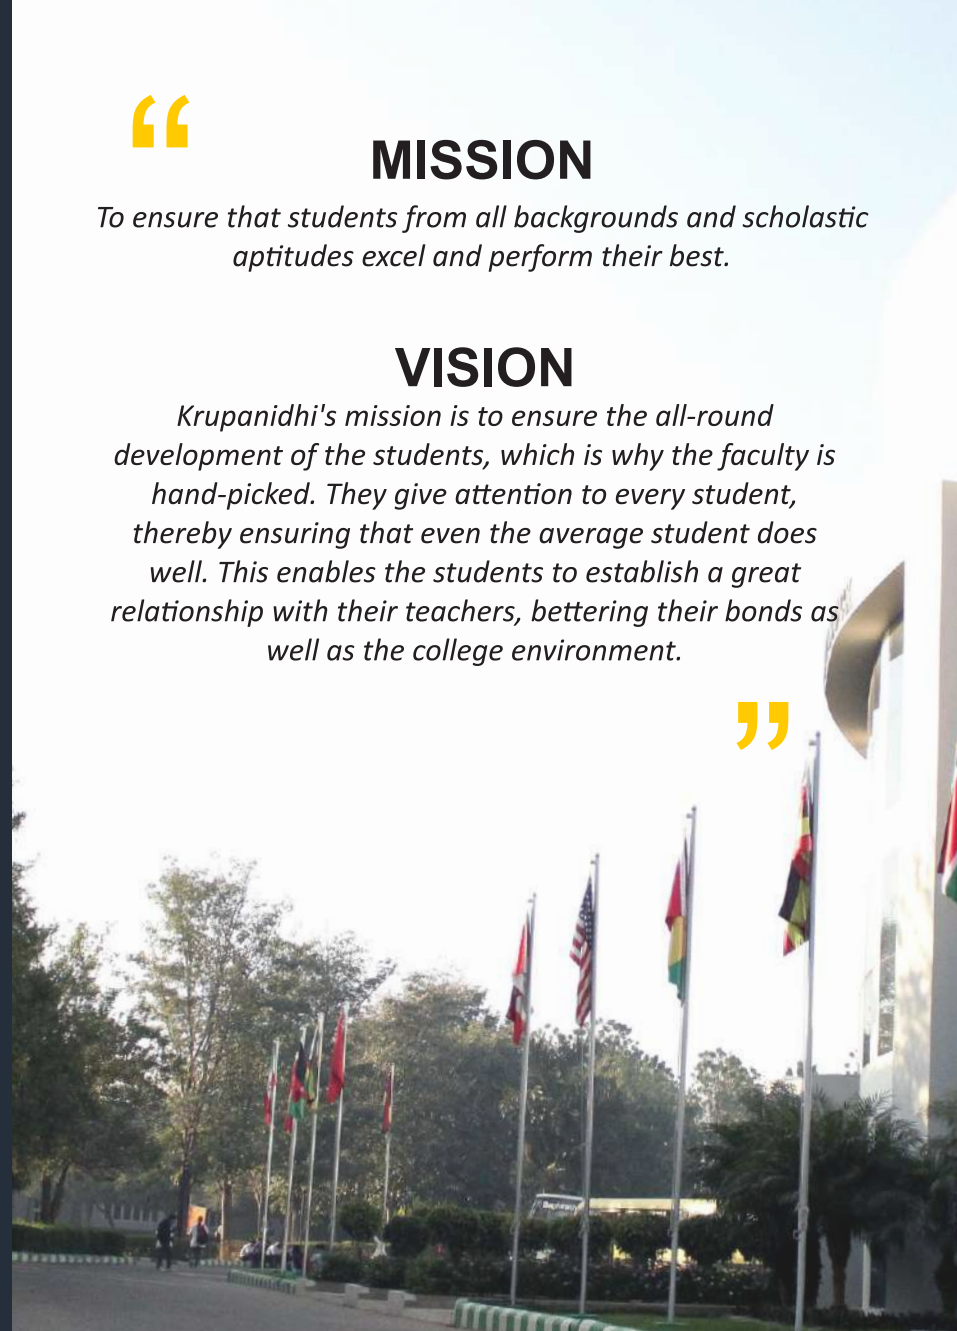 “
MISSION
To ensure that students from all backgrounds and scholastic
aptitudes excel and perform their best.
VISION
Krupanidhi's mission is to ensure the all-round
development of the students, which is why the faculty is
hand-picked. They give attention to every student,
thereby ensuring that even the average student does
well. This enables the students to establish a great
relationship with their teachers, bettering their bonds as
well as the college environment.
”